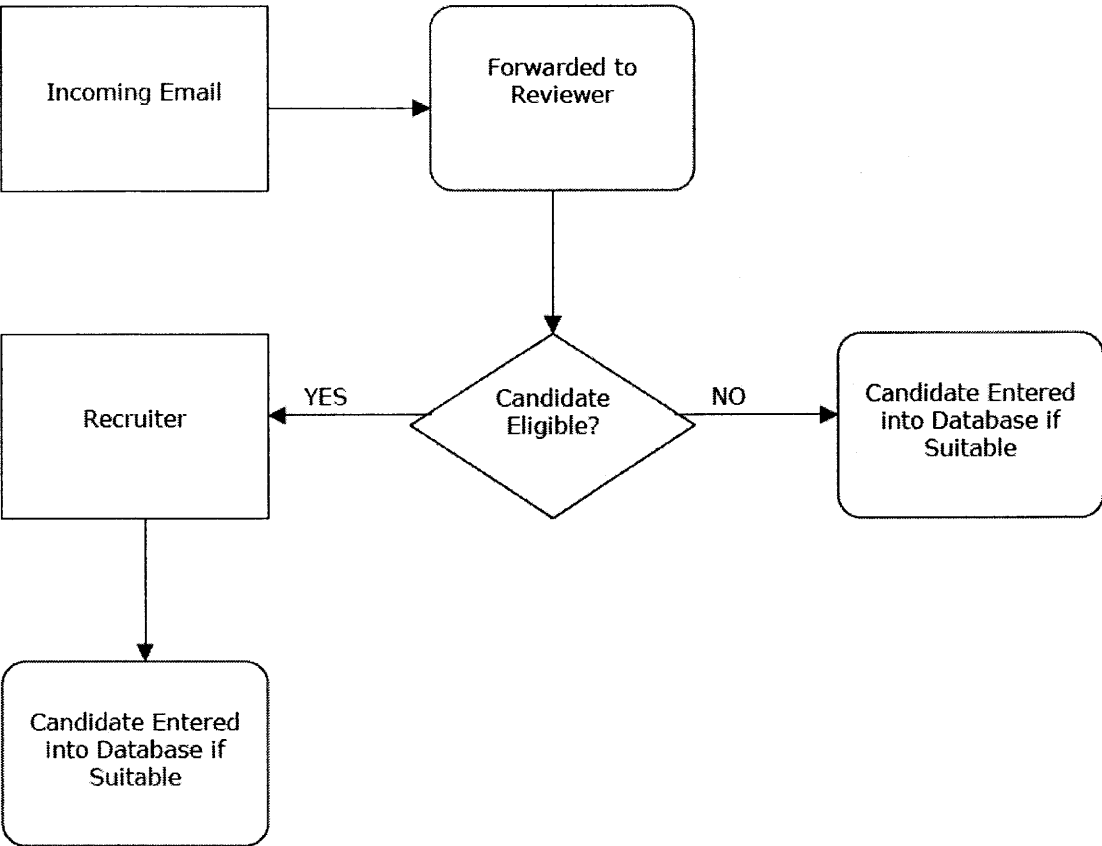 Incoming Email
Forwarded to
Reviewer
Recruiter
YES
Candidate
Eligible?
NO
Candidate Entered
into Database if
Suitable
Candidate Entered
into Database if
Suitable